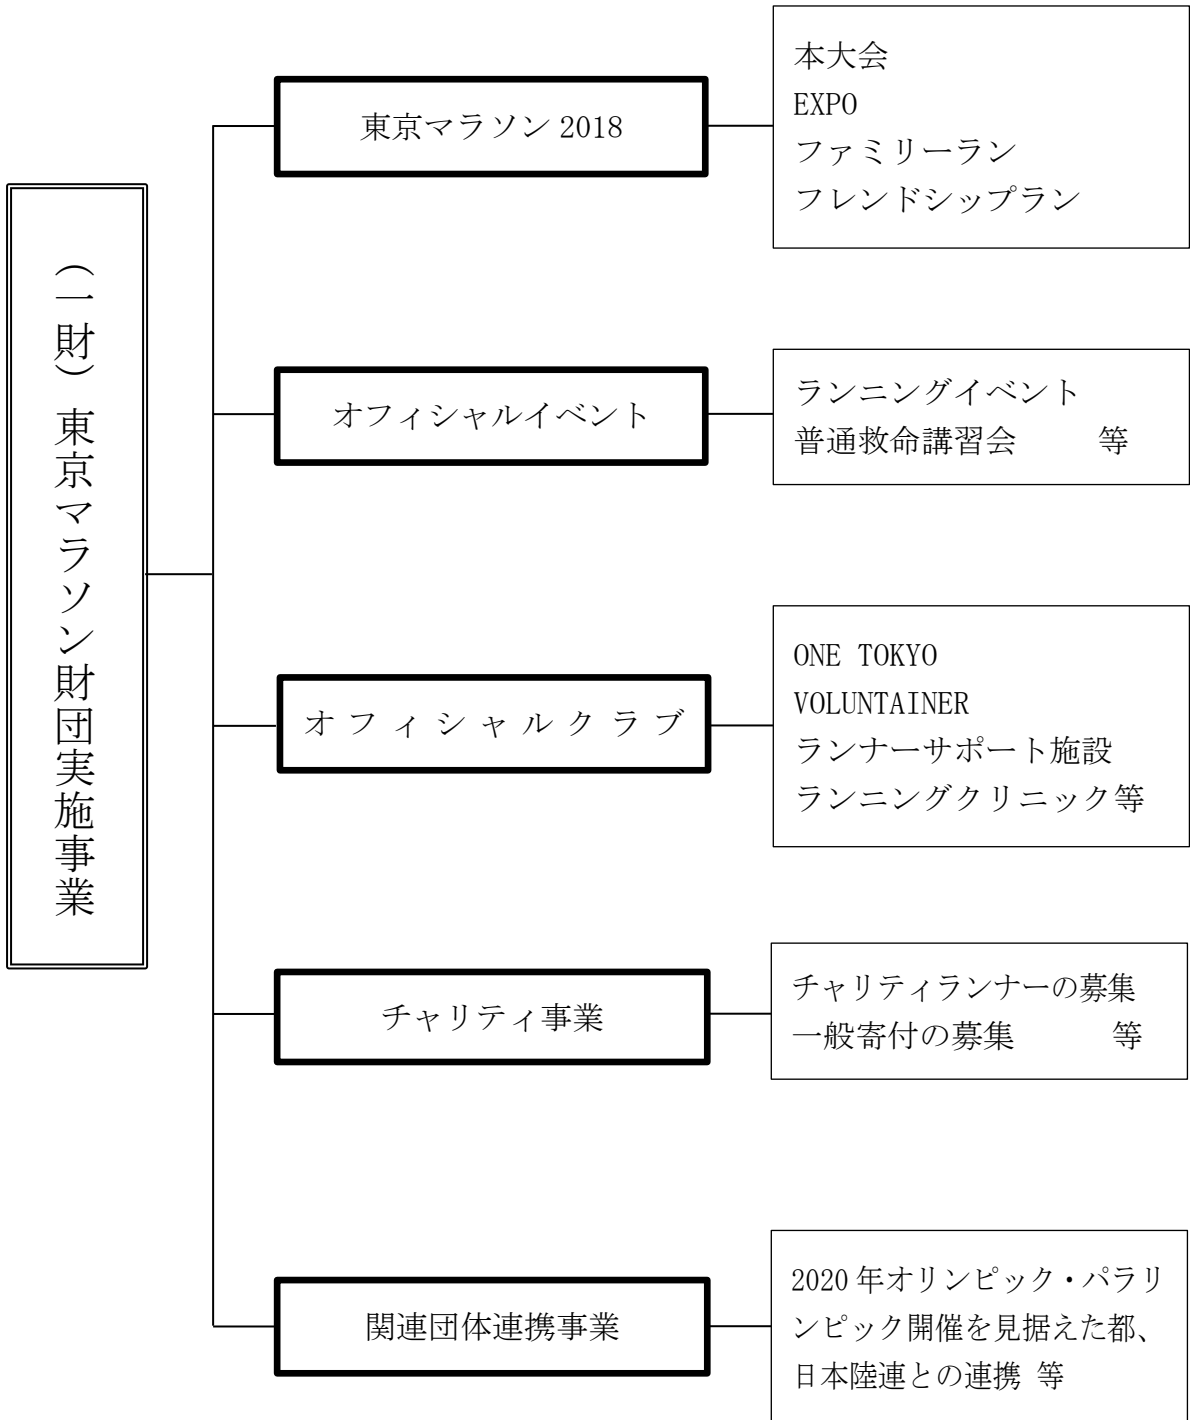 （一財）東京マラソン財団実施事業
東京マラソン 2018
本大会
EXPO
ファミリーラン
フレンドシップラン
オフィシャルイベント
ランニングイベント
普通救命講習会　　等
オフィシャルクラブ
ONE TOKYO
VOLUNTAINER
ランナーサポート施設
ランニングクリニック等
チャリティ事業
チャリティランナーの募集
一般寄付の募集　　等
関連団体連携事業
2020 年オリンピック・パラリ
ンピック開催を見据えた都、
日本陸連との連携 等